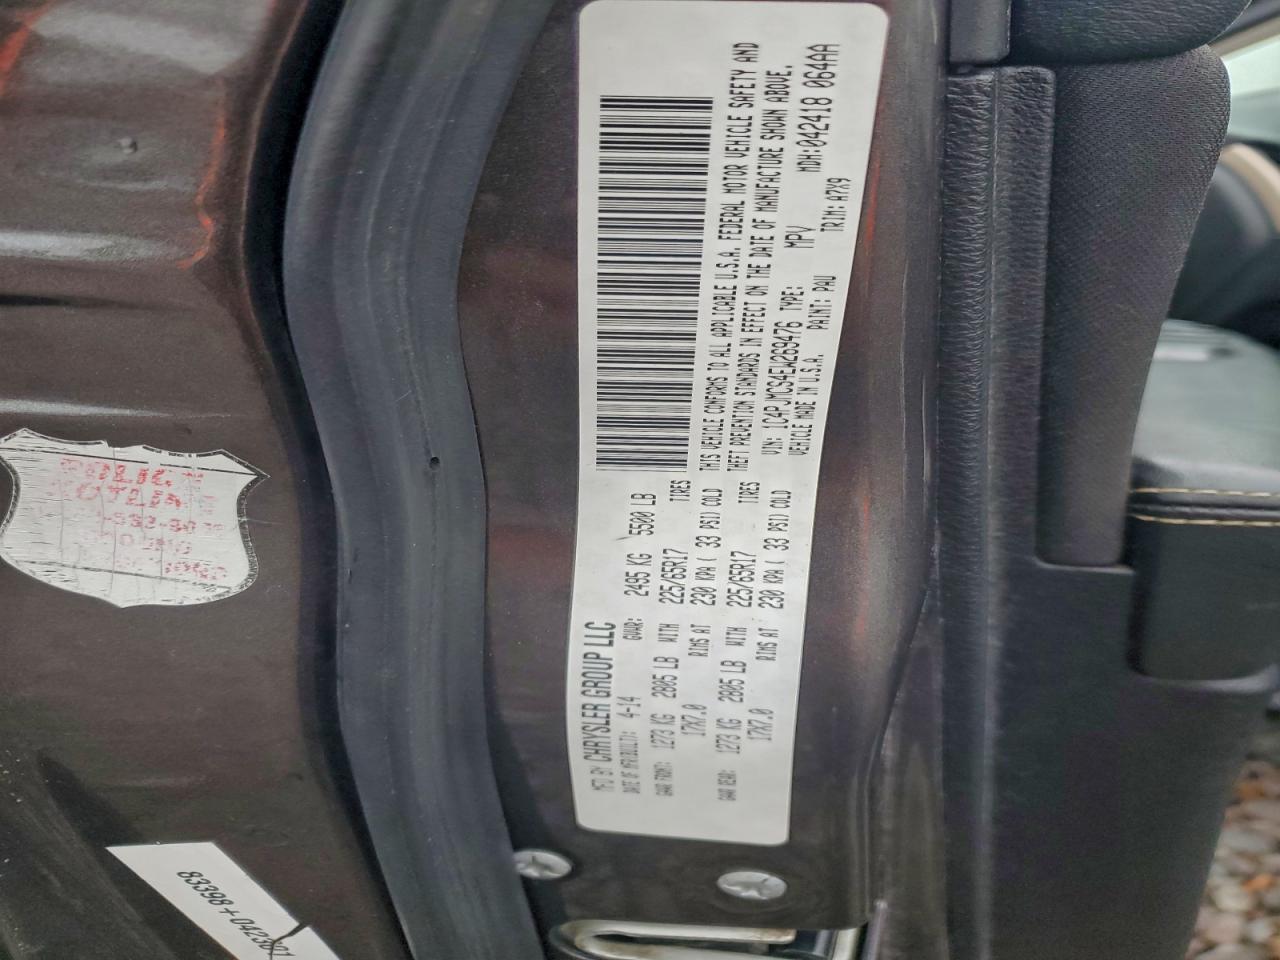 MFD BY CHRYSLER GROUP LLC
DATE OF MFR(BUILT): 4-14 GVWR: 2495 KG 5500 LB
GAWR FRONT: 1273 KG 2805 LB WITH 225/65R17 TIRES
17X7.0 RIMS AT 230 KPA ( 33 PSI) COLD
GAWR REAR: 1273 KG 2805 LB WITH 225/65R17 TIRES
17X7.0 RIMS AT 230 KPA ( 33 PSI) COLD
THIS VEHICLE CONFORMS TO ALL APPLICABLE U.S.A. FEDERAL MOTOR VEHICLE SAFETY AND
THEFT PREVENTION STANDARDS IN EFFECT ON THE DATE OF MANUFACTURE SHOWN ABOVE.
VIN: 1C4PJMCS4EW269476 TYPE: MPV MDH:042418 064AA
VEHICLE MADE IN U.S.A. PAINT: PAU TRIM: A7X9
83398+042301